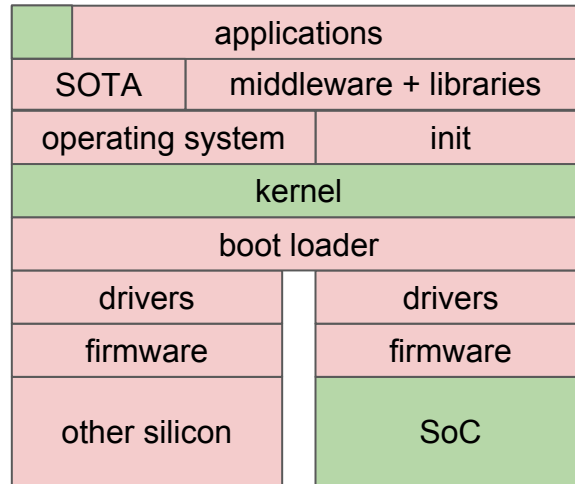 applications
SOTA middleware + libraries
operating system init
kernel
boot loader
drivers drivers
firmware firmware
other silicon SoC